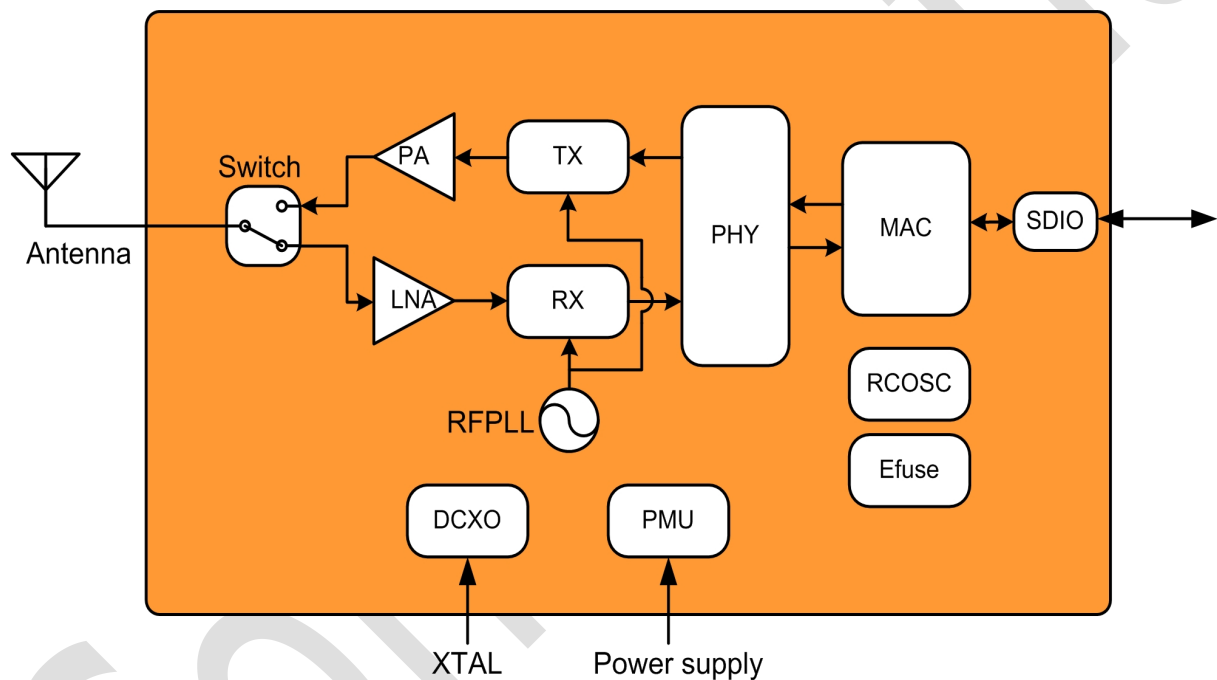 Switch
PA
TX
PHY
MAC
SDIO
Antenna
LNA
RX
RFPLL
RCOSC
Efuse
DCXO
PMU
XTAL
Power supply